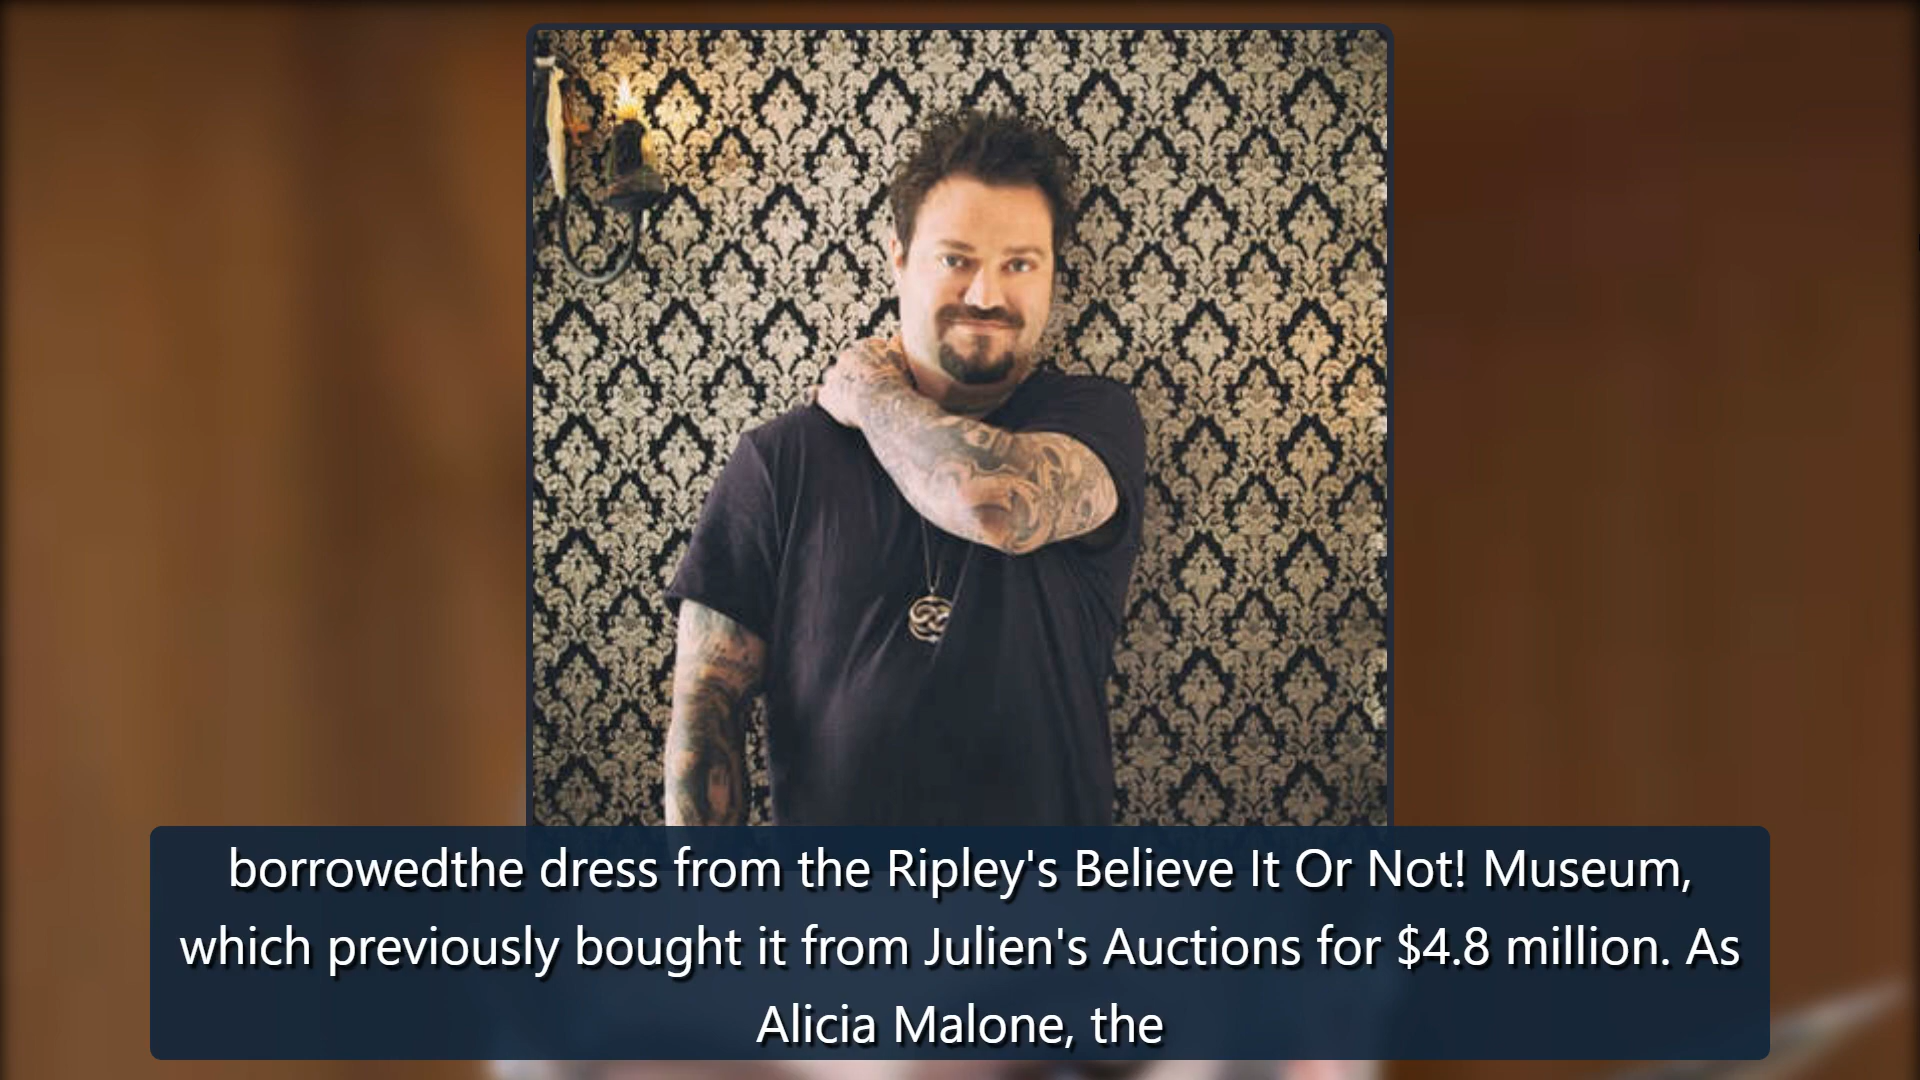 borrowedthe dress from the Ripley's Believe It Or Not! Museum,
which previously bought it from Julien's Auctions for $4.8 million. As
Alicia Malone, the